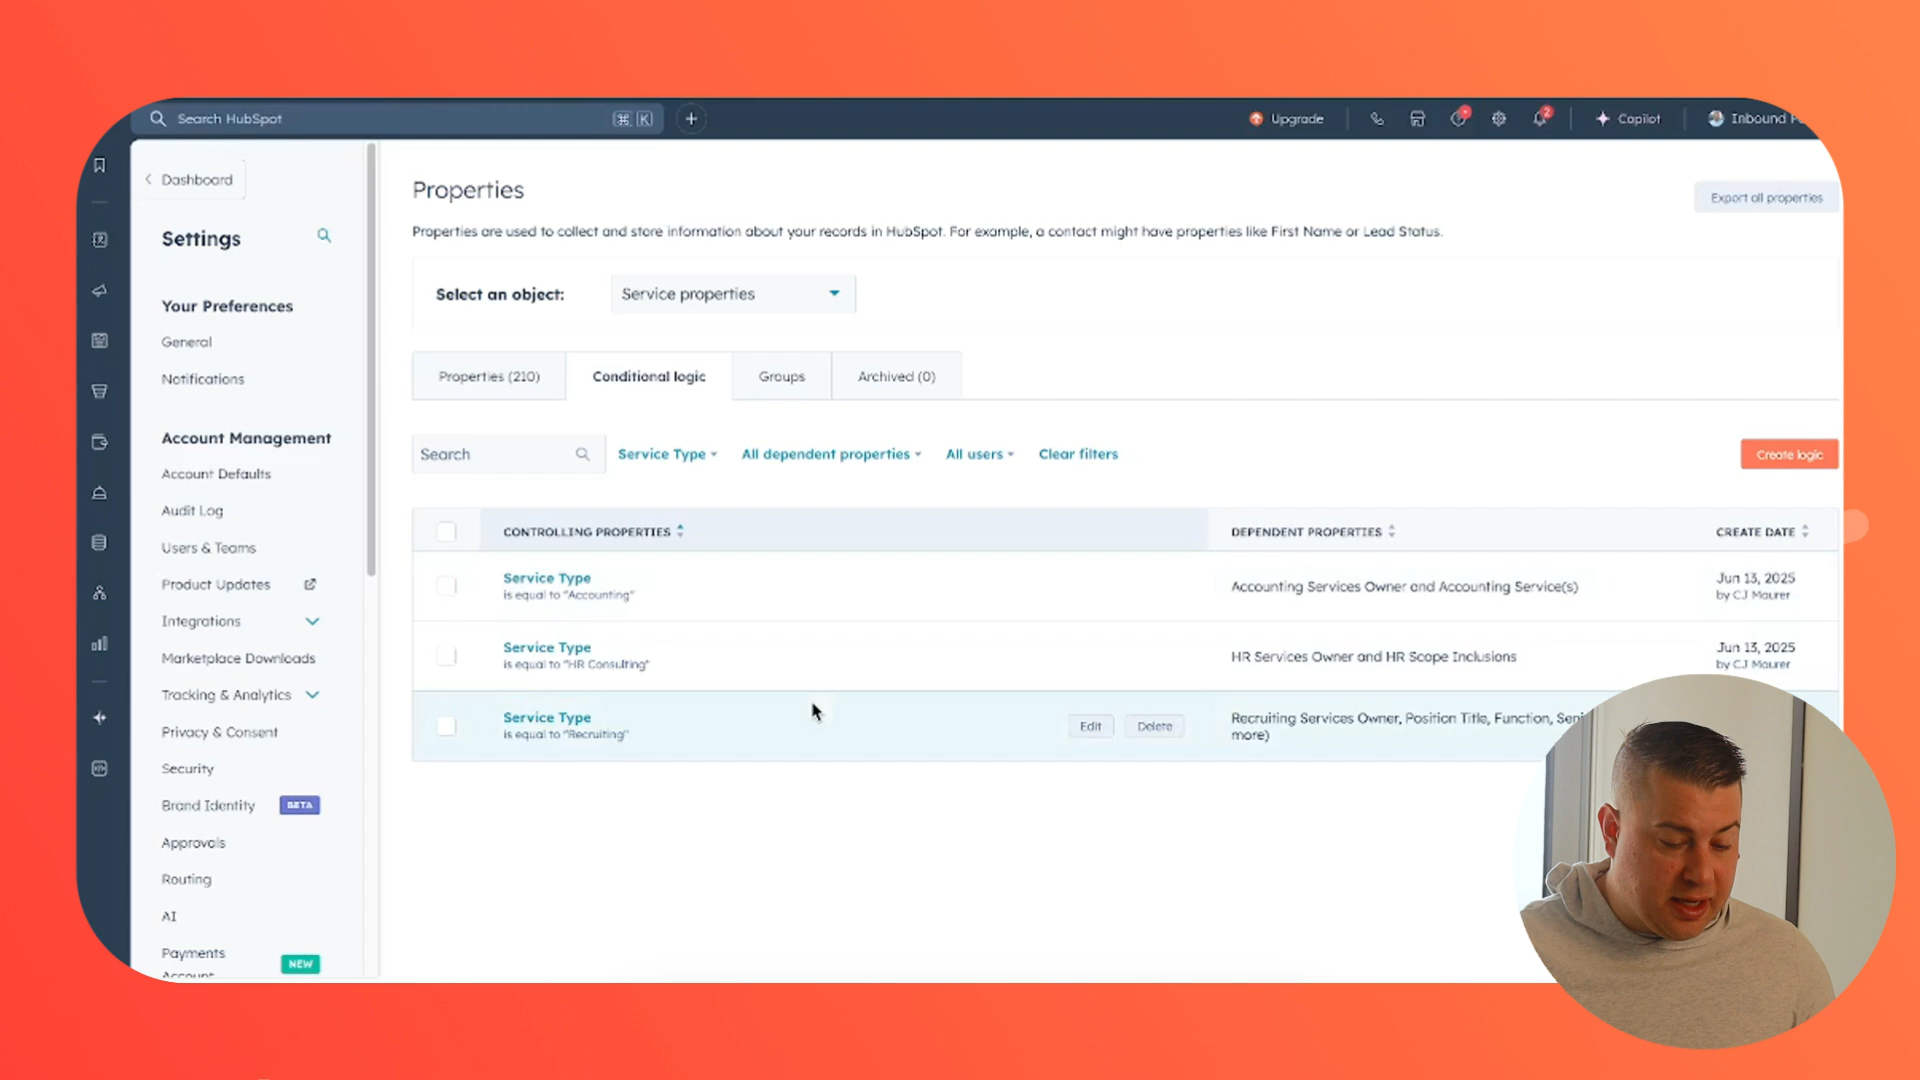 Search HubSpot
⌘ K
+
Upgrade
2
Copilot
Inbound
Dashboard
Settings
Your Preferences
General
Notifications
Account Management
Account Defaults
Audit Log
Users & Teams
Product Updates
Integrations
Marketplace Downloads
Tracking & Analytics
Privacy & Consent
Security
Brand Identity BETA
Approvals
Routing
AI
Payments
Account NEW
Properties
Export all properties
Properties are used to collect and store information about your records in HubSpot. For example, a contact might have properties like First Name or Lead Status.
Select an object: Service properties
Properties (210) Conditional logic Groups Archived (0)
Search Service Type All dependent properties All users Clear filters Create logic
CONTROLLING PROPERTIES DEPENDENT PROPERTIES CREATE DATE
Service Type
is equal to "Accounting"
Accounting Services Owner and Accounting Service(s)
Jun 13, 2025
by CJ Maurer
Service Type
is equal to "HR Consulting"
HR Services Owner and HR Scope Inclusions
Jun 13, 2025
by CJ Maurer
Service Type
is equal to "Recruiting"
Edit Delete
Recruiting Services Owner, Position Title, Function,
more)